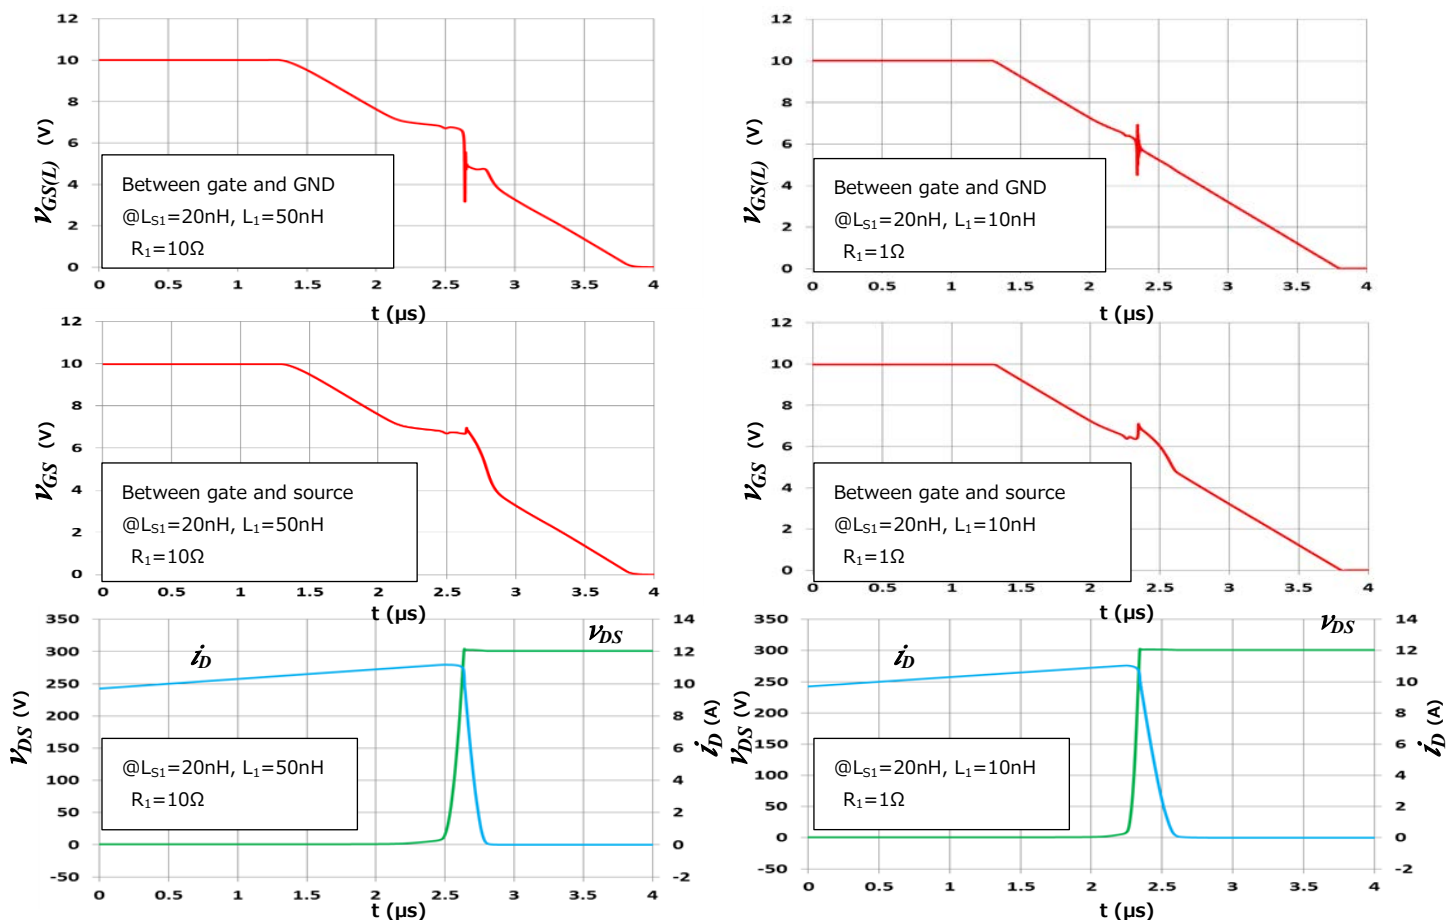 12
10
8
6
4
2
0
v_GS(L) (V)
Between gate and GND
@L_S1=20nH, L_1=50nH
R_1=10Ω
0 0.5 1 1.5 2 2.5 3 3.5 4
t (μs)
12
10
8
6
4
2
0
v_GS(L) (V)
Between gate and GND
@L_S1=20nH, L_1=10nH
R_1=1Ω
0 0.5 1 1.5 2 2.5 3 3.5 4
t (μs)
12
10
8
6
4
2
0
v_GS (V)
Between gate and source
@L_S1=20nH, L_1=50nH
R_1=10Ω
0 0.5 1 1.5 2 2.5 3 3.5 4
t (μs)
12
10
8
6
4
2
0
v_GS (V)
Between gate and source
@L_S1=20nH, L_1=10nH
R_1=1Ω
0 0.5 1 1.5 2 2.5 3 3.5 4
t (μs)
350
300
250
200
150
100
50
0
-50
v_DS (V)
i_D
v_DS
@L_S1=20nH, L_1=50nH
R_1=10Ω
14
12
10
8
6
4
2
0
-2
i_D (A)
0 0.5 1 1.5 2 2.5 3 3.5 4
t (μs)
350
300
250
200
150
100
50
0
-50
v_DS (V)
i_D
v_DS
@L_S1=20nH, L_1=10nH
R_1=1Ω
14
12
10
8
6
4
2
0
-2
i_D (A)
0 0.5 1 1.5 2 2.5 3 3.5 4
t (μs)